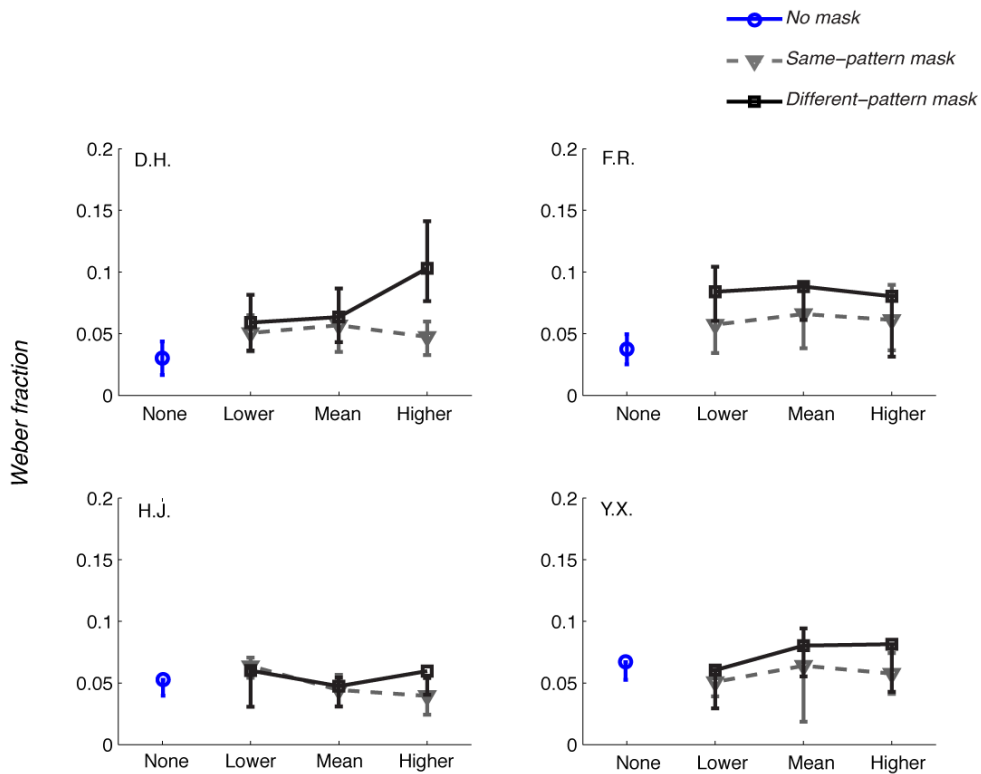 No mask
Same-pattern mask
Different-pattern mask
Weber fraction
D.H.
0.2
0.15
0.1
0.05
0
None Lower Mean Higher
F.R.
0.2
0.15
0.1
0.05
0
None Lower Mean Higher
H.J.
0.2
0.15
0.1
0.05
0
None Lower Mean Higher
Y.X.
0.2
0.15
0.1
0.05
0
None Lower Mean Higher